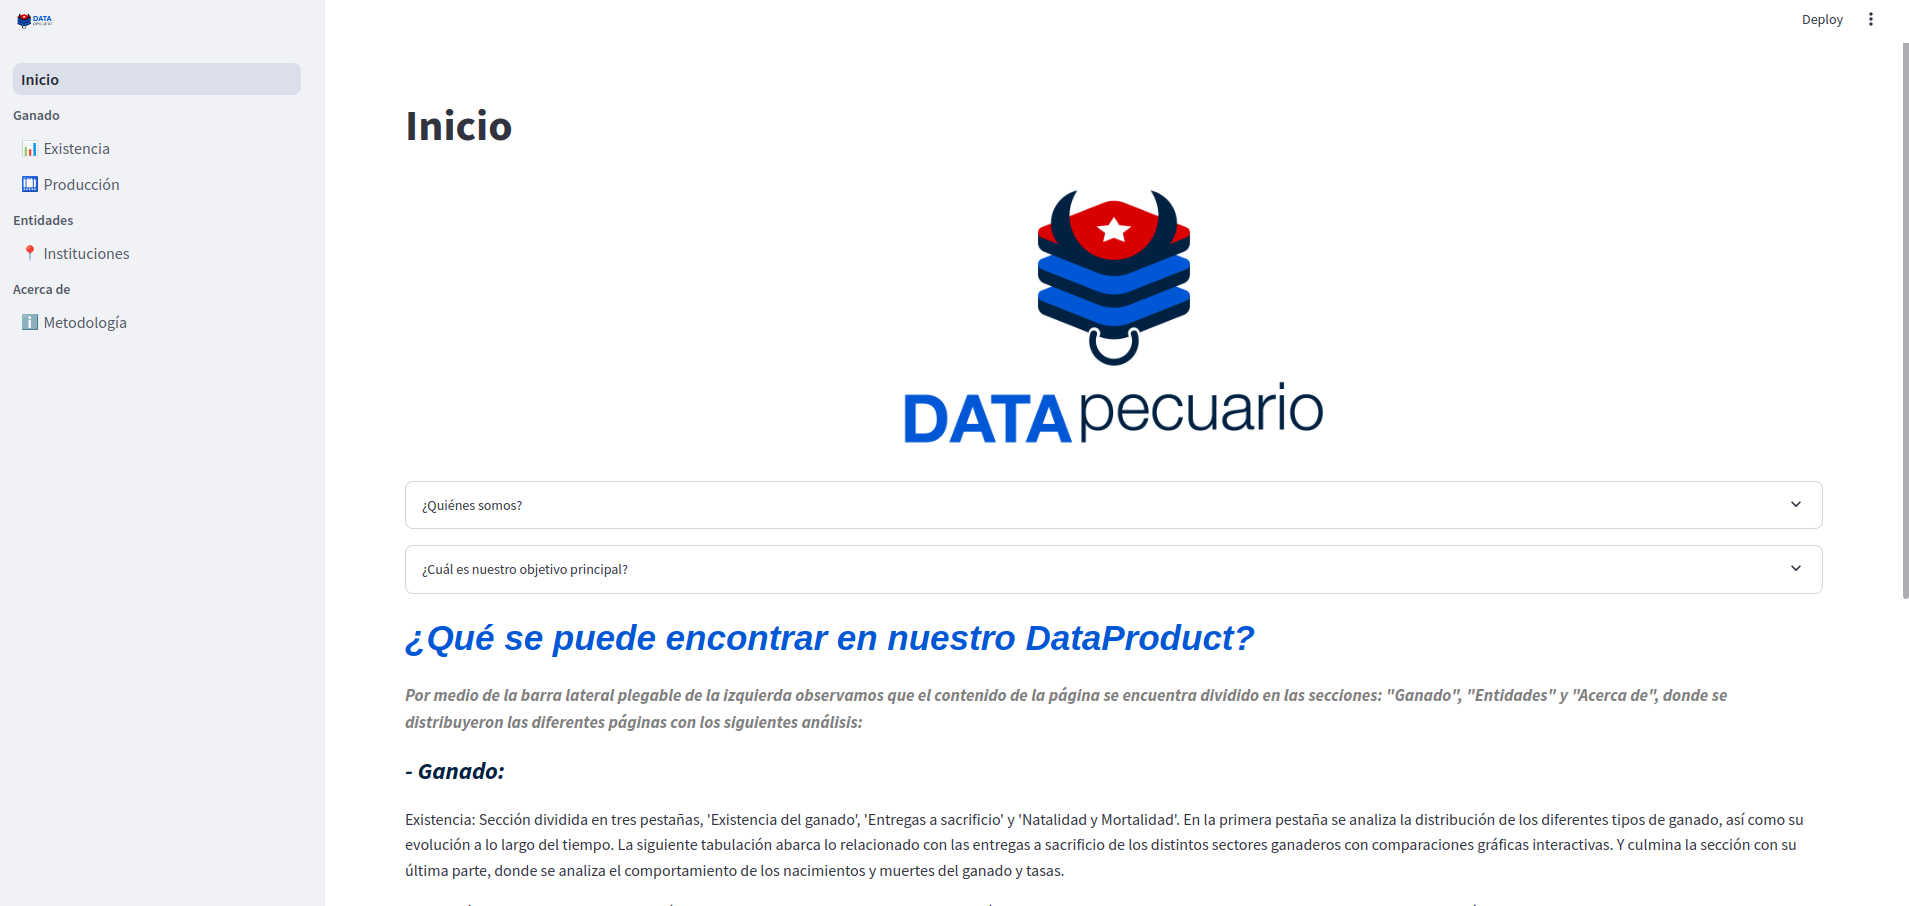 DATA
pecuario
Deploy
Inicio
Ganado
Existencia
Producción
Entidades
Instituciones
Acerca de
Metodología
Inicio
DATA pecuario
¿Quiénes somos?
¿Cuál es nuestro objetivo principal?
¿Qué se puede encontrar en nuestro DataProduct?
Por medio de la barra lateral plegable de la izquierda observamos que el contenido de la página se encuentra dividido en las secciones: "Ganado", "Entidades" y "Acerca de", donde se
distribuyeron las diferentes páginas con los siguientes análisis:
- Ganado:
Existencia: Sección dividida en tres pestañas, 'Existencia del ganado', 'Entregas a sacrificio' y 'Natalidad y Mortalidad'. En la primera pestaña se analiza la distribución de los diferentes tipos de ganado, así como su
evolución a lo largo del tiempo. La siguiente tabulación abarca lo relacionado con las entregas a sacrificio de los distintos sectores ganaderos con comparaciones gráficas interactivas. Y culmina la sección con su
última parte, donde se analiza el comportamiento de los nacimientos y muertes del ganado y tasas.